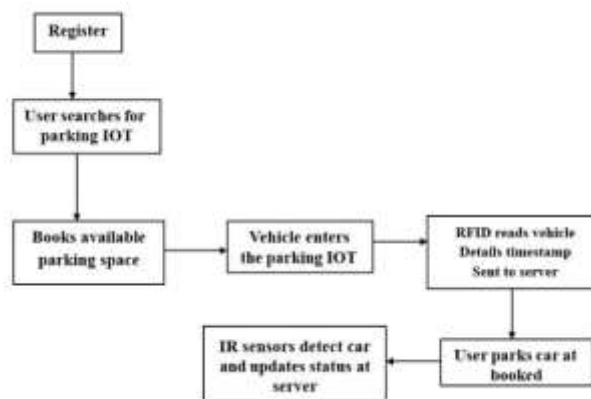 Register
User searches for
parking IOT
Books available
parking space
Vehicle enters
the parking IOT
RFID reads vehicle
Details timestamp
Sent to server
User parks car at
booked
IR sensors detect car
and updates status at
server